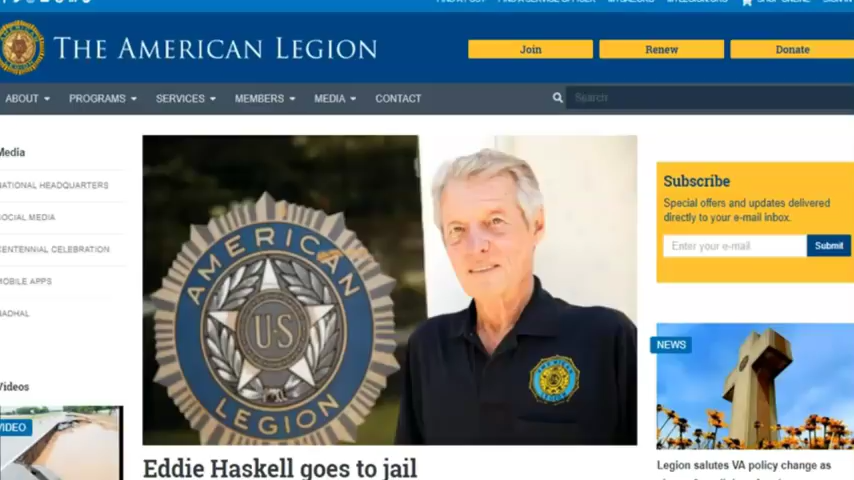 THE AMERICAN LEGION
Join
Renew
Donate
ABOUT
PROGRAMS
SERVICES
MEMBERS
MEDIA
CONTACT
Search
Media
NATIONAL HEADQUARTERS
SOCIAL MEDIA
CENTENNIAL CELEBRATION
MOBILE APPS
Videos
VIDEO
AMERICAN
U·S
LEGION
Eddie Haskell goes to jail
Subscribe
Special offers and updates delivered
directly to your e-mail inbox.
Enter your e-mail
Submit
NEWS
Legion salutes VA policy change as